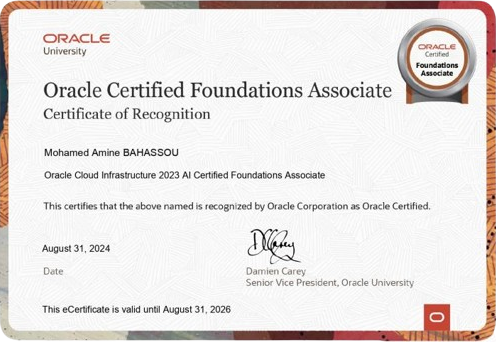 ORACLE
University
ORACLE
Certified
Foundations
Associate
Oracle Certified Foundations Associate
Certificate of Recognition
Mohamed Amine BAHASSOU
Oracle Cloud Infrastructure 2023 AI Certified Foundations Associate
This certifies that the above named is recognized by Oracle Corporation as Oracle Certified.
August 31, 2024
Date
DCarey
Damien Carey
Senior Vice President, Oracle University
This eCertificate is valid until August 31, 2026